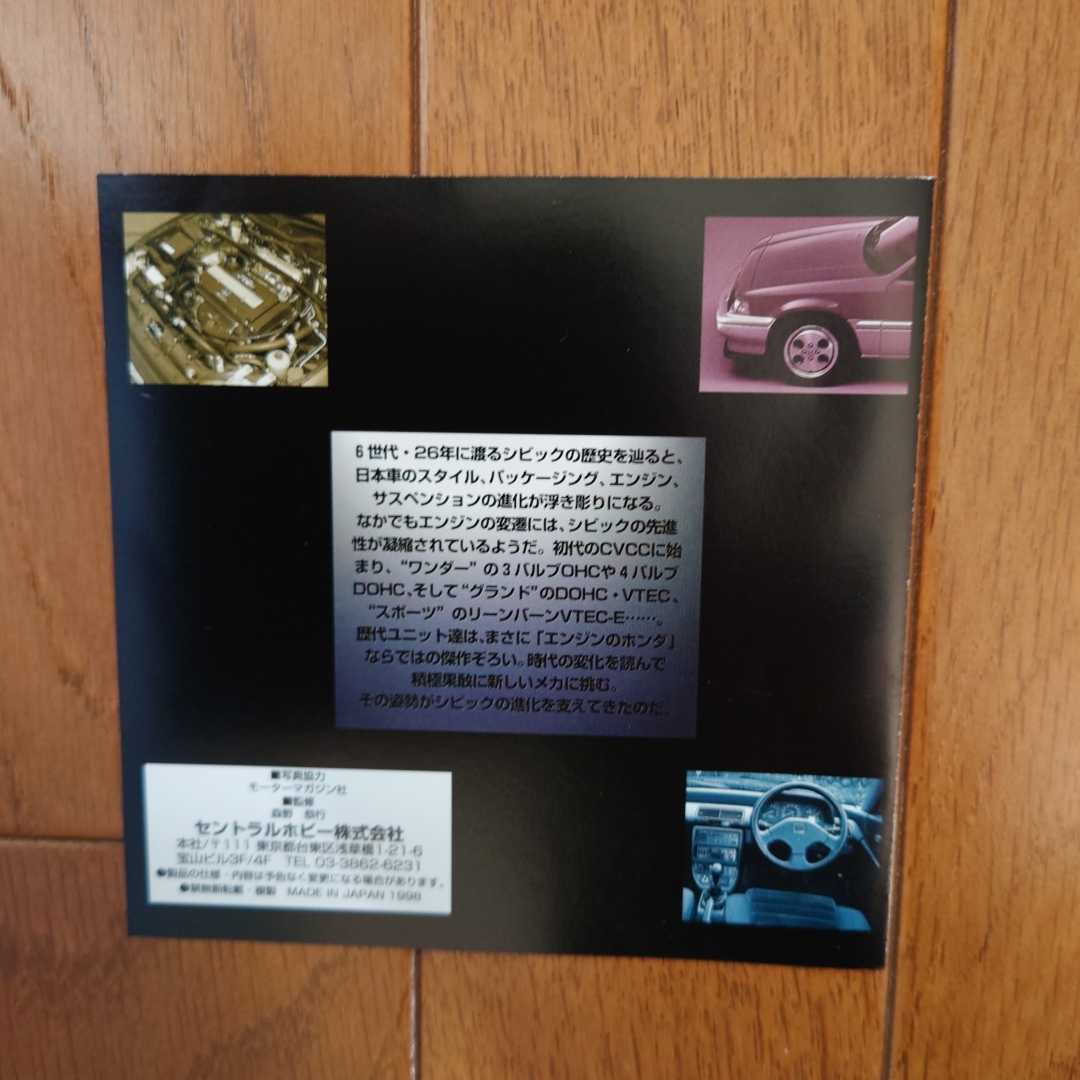 6世代・26年に渡るシビックの歴史を辿ると、
日本車のスタイル、パッケージング、エンジン、
サスペンションの進化が浮き彫りになる。
なかでもエンジンの変遷には、シビックの先進
性が凝縮されているようだ。初代のCVCCに始
まり、“ワンダー”の3バルブOHCや4バルブ
DOHC、そして“グランド”のDOHC・VTEC、
“スポーツ”のリーンバーンVTEC-E……。
歴代ユニット達は、まさに「エンジンのホンダ」
ならではの傑作ぞろい。時代の変化を読んで
積極果敢に新しいメカに挑む。
その姿勢がシビックの進化を支えてきたのだ。
■写真協力
モーターマガジン社
■監修
セントラルホビー株式会社
本社/〒111 東京都台東区浅草橋1-21-6
宝山ビル3F/4F TEL 03-3862-6231
●製品の仕様・内容は予告なく変更になる場合があります。
●禁無断転載・複製 MADE IN JAPAN 1998